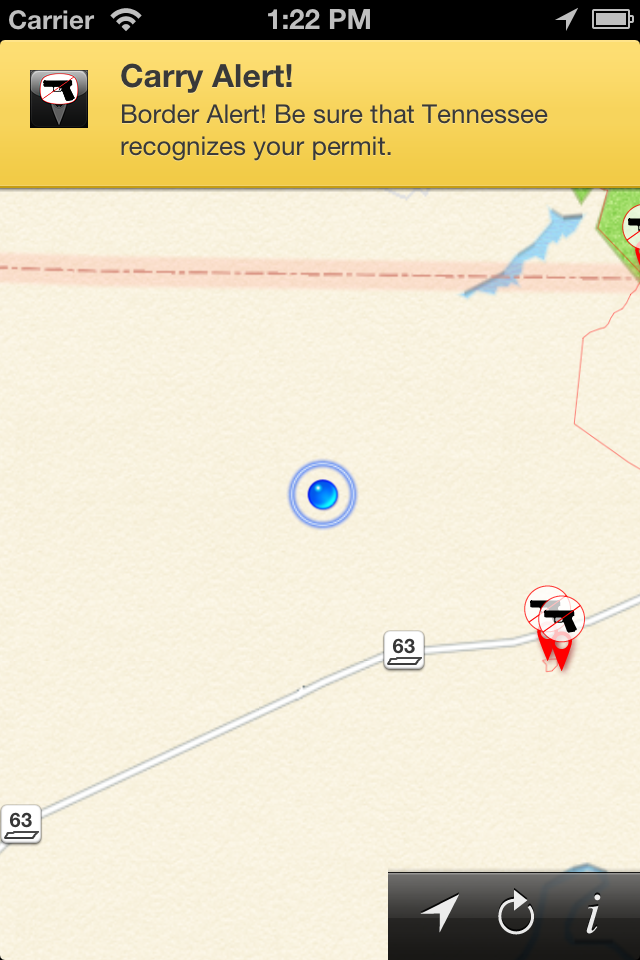 Carrier 1:22 PM
Carry Alert!
Border Alert! Be sure that Tennessee
recognizes your permit.
63
63
i